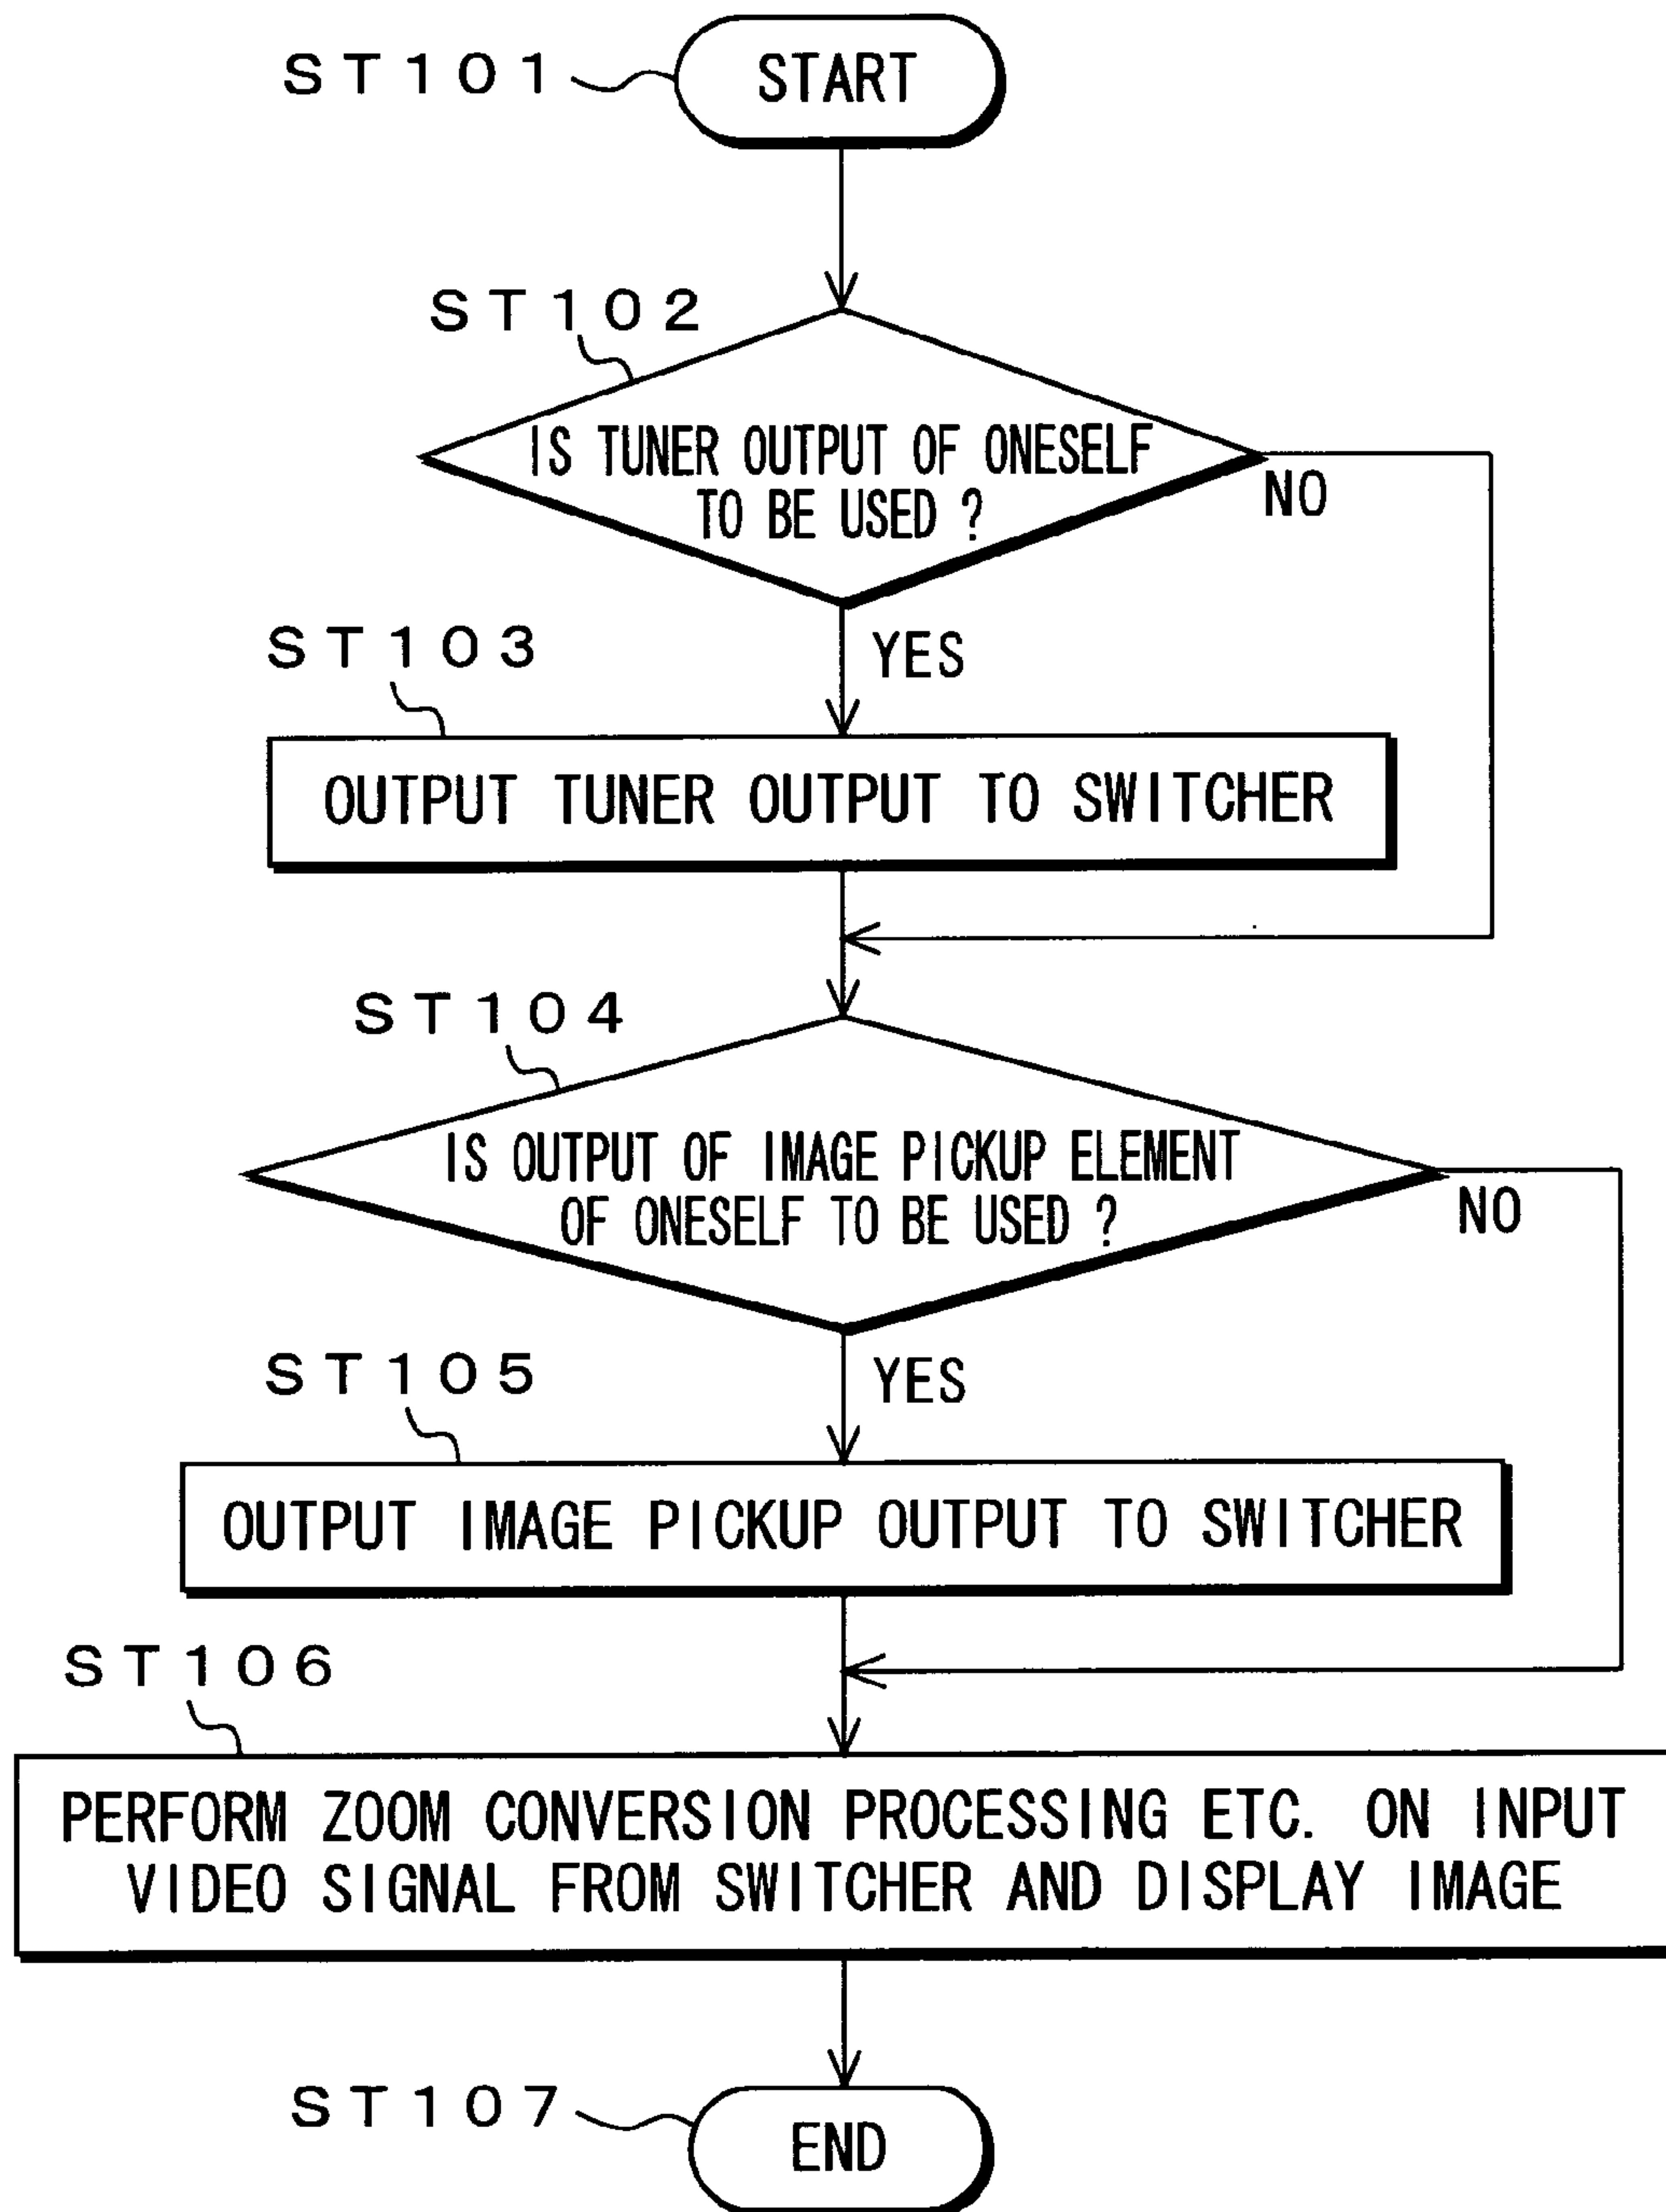 ST101
START
ST102
IS TUNER OUTPUT OF ONESELF
TO BE USED ?
NO
YES
ST103
OUTPUT TUNER OUTPUT TO SWITCHER
ST104
IS OUTPUT OF IMAGE PICKUP ELEMENT
OF ONESELF TO BE USED ?
NO
YES
ST105
OUTPUT IMAGE PICKUP OUTPUT TO SWITCHER
ST106
PERFORM ZOOM CONVERSION PROCESSING ETC. ON INPUT
VIDEO SIGNAL FROM SWITCHER AND DISPLAY IMAGE
ST107
END